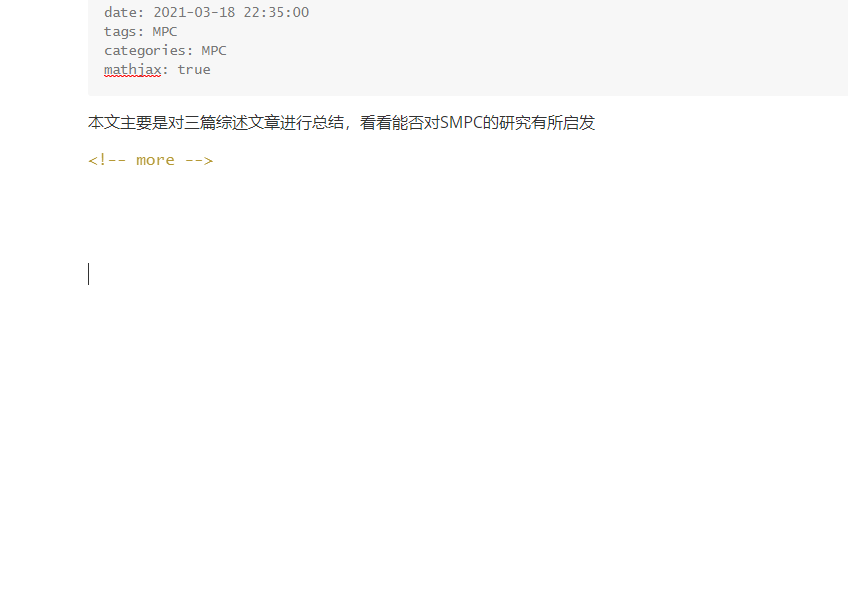 date: 2021-03-18 22:35:00
tags: MPC
categories: MPC
mathjax: true
本文主要是对三篇综述文章进行总结，看看能否对SMPC的研究有所启发
<!-- more -->